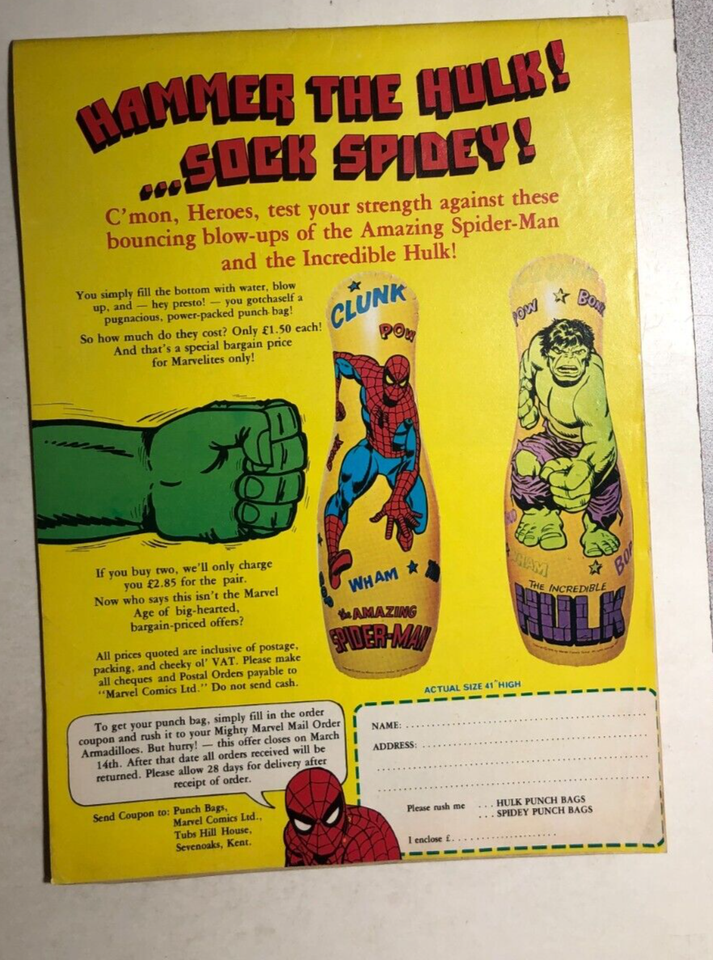 HAMMER THE HULK!
...SOCK SPIDEY!
C'mon, Heroes, test your strength against these
bouncing blow-ups of the Amazing Spider-Man
and the Incredible Hulk!
You simply fill the bottom with water, blow
up, and — hey presto! — you gotchaself a
pugnacious, power-packed punch bag!
So how much do they cost? Only £1.50 each!
And that's a special bargain price
for Marvelites only!
CLUNK
POW
WHAM
The AMAZING
SPIDER-MAN
POW
WHAM
THE INCREDIBLE
HULK
If you buy two, we'll only charge
you £2.85 for the pair.
Now who says this isn't the Marvel
Age of big-hearted,
bargain-priced offers?
All prices quoted are inclusive of postage,
packing, and cheeky ol' VAT. Please make
all cheques and Postal Orders payable to
"Marvel Comics Ltd." Do not send cash.
ACTUAL SIZE 41" HIGH
To get your punch bag, simply fill in the order
coupon and rush it to your Mighty Marvel Mail Order
Armadilloes. But hurry! — this offer closes on March
14th. After that date all orders received will be
returned. Please allow 28 days for delivery after
receipt of order.
Send Coupon to: Punch Bags,
Marvel Comics Ltd.,
Tubs Hill House,
Sevenoaks, Kent.
NAME:
ADDRESS:
Please rush me ... HULK PUNCH BAGS
... SPIDEY PUNCH BAGS
I enclose £